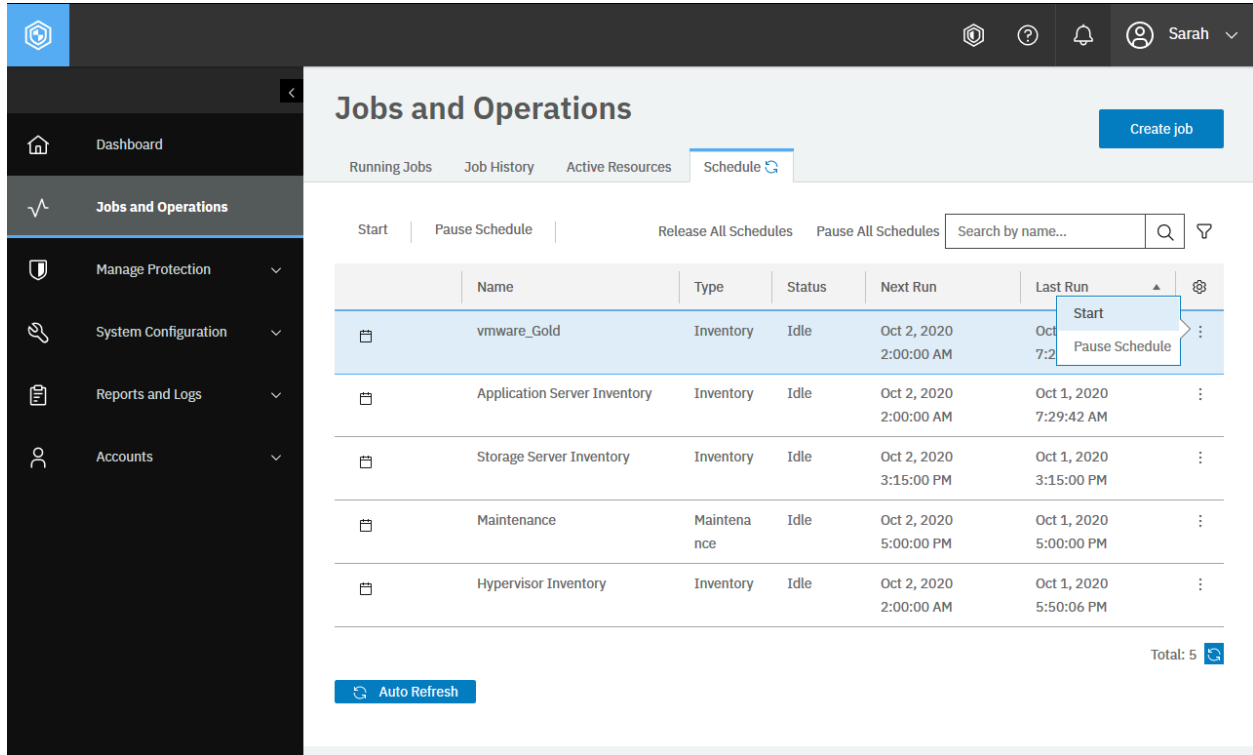 Sarah
Jobs and Operations
Create job
Dashboard
Running Jobs Job History Active Resources Schedule
Jobs and Operations
Start Pause Schedule Release All Schedules Pause All Schedules Search by name...
Manage Protection
Name Type Status Next Run Last Run
Start
System Configuration
vmware_Gold Inventory Idle Oct 2, 2020 Oct
Pause Schedule
2:00:00 AM 7:2
Reports and Logs
Application Server Inventory Inventory Idle Oct 2, 2020 Oct 1, 2020
2:00:00 AM 7:29:42 AM
Accounts
Storage Server Inventory Inventory Idle Oct 2, 2020 Oct 1, 2020
3:15:00 PM 3:15:00 PM
Maintenance Maintena Idle Oct 2, 2020 Oct 1, 2020
nce 5:00:00 PM 5:00:00 PM
Hypervisor Inventory Inventory Idle Oct 2, 2020 Oct 1, 2020
2:00:00 AM 5:50:06 PM
Total: 5
Auto Refresh